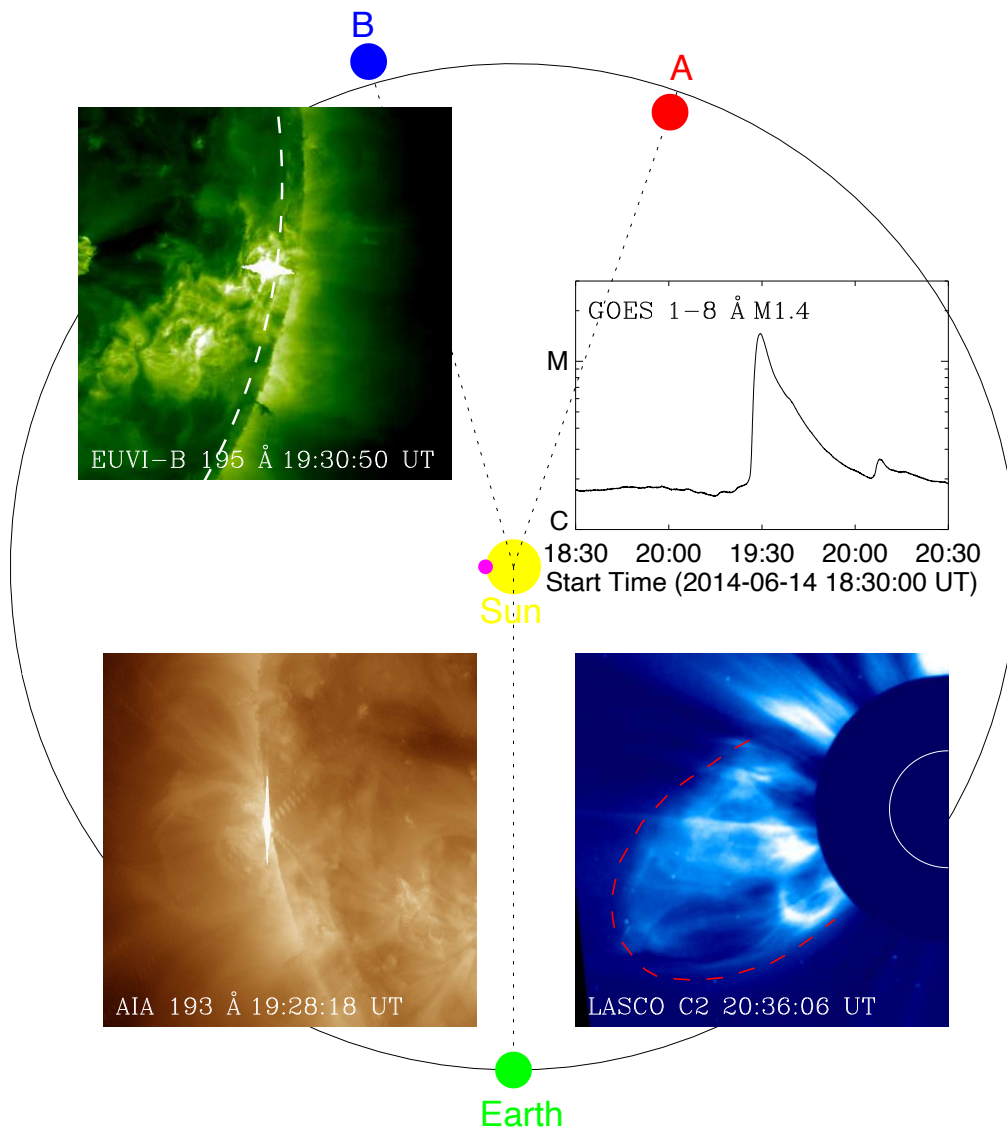 B
A
EUVI-B 195 Å 19:30:50 UT
GOES 1-8 Å M1.4
M
C
18:30 20:00 19:30 20:00 20:30
Start Time (2014-06-14 18:30:00 UT)
Sun
AIA 193 Å 19:28:18 UT
LASCO C2 20:36:06 UT
Earth